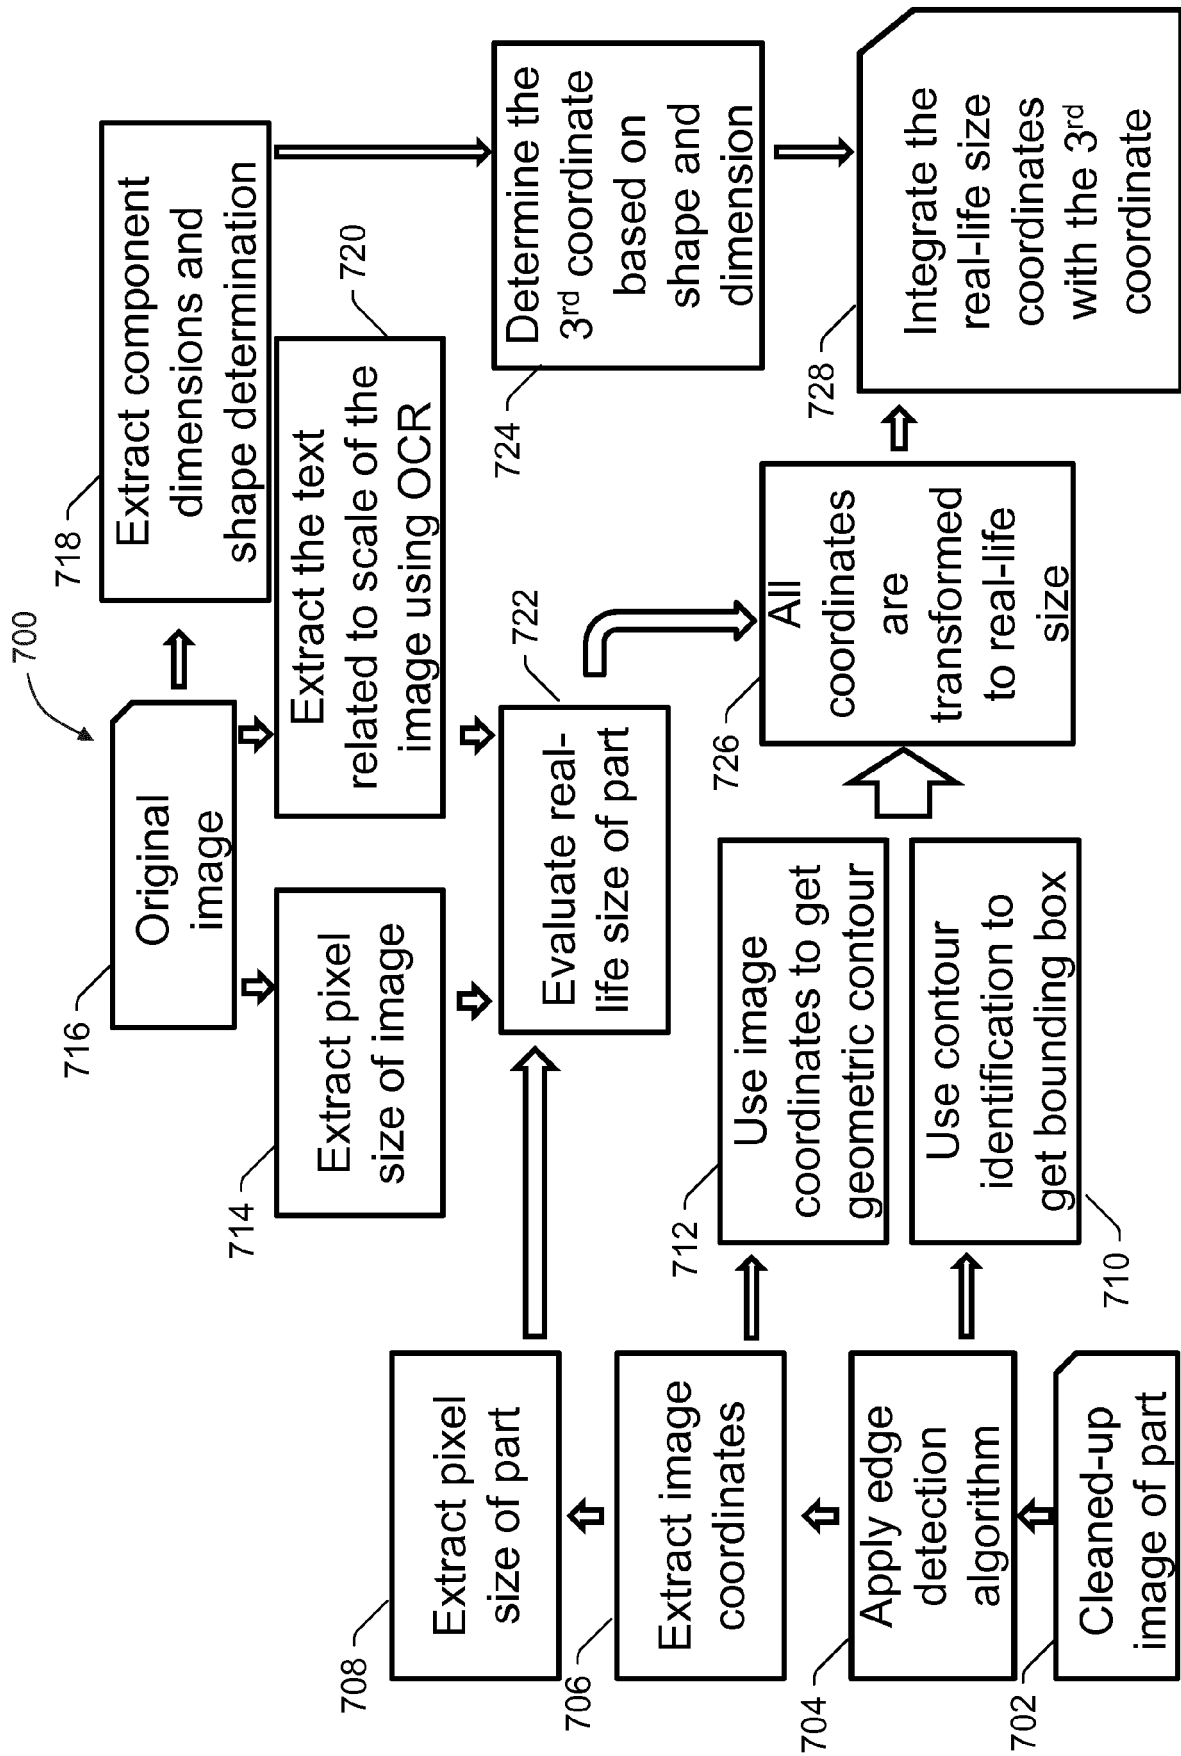 700
716
Original
image
718
Extract component
dimensions and
shape determination
714
Extract pixel
size of image
720
Extract the text
related to scale of the
image using OCR
708
Extract pixel
size of part
722
Evaluate real-
life size of part
724
Determine the
3rd coordinate
based on
shape and
dimension
706
Extract image
coordinates
712
Use image
coordinates to get
geometric contour
726
All
coordinates
are
transformed
to real-life
size
728
Integrate the
real-life size
coordinates
with the 3rd
coordinate
704
Apply edge
detection
algorithm
710
Use contour
identification to
get bounding box
702
Cleaned-up
image of part